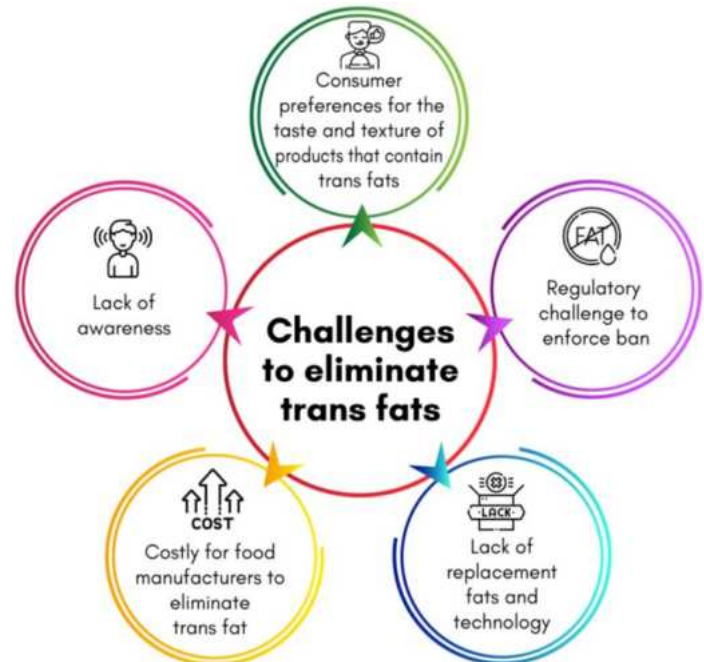 Consumer
preferences for the
taste and texture of
products that contain
trans fats
Lack of
awareness
FAT
Regulatory
challenge to
enforce ban
Challenges
to eliminate
trans fats
COST
Costly for food
manufacturers to
eliminate
trans fat
LACK
Lack of
replacement
fats and
technology